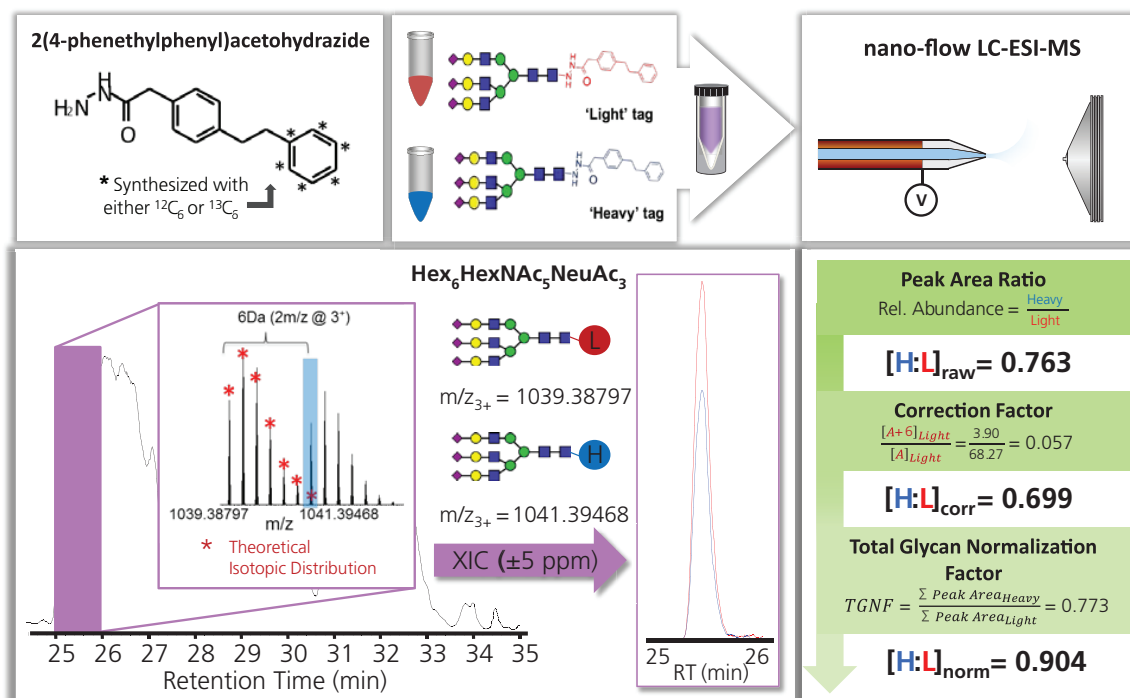 2(4-phenethylphenyl)acetohydrazide
H₂N
H
N
O
* * * * * *
* Synthesized with
either ¹²C₆ or ¹³C₆
H
N
N
H
O
'Light' tag
H
N
N
H
O
'Heavy' tag
nano-flow LC-ESI-MS
V
Hex₆HexNAc₅NeuAc₃
6Da (2m/z @ 3⁺)
* * * * * * *
1039.38797
1041.39468
m/z
* Theoretical
Isotopic Distribution
L
m/z₃₊ = 1039.38797
H
m/z₃₊ = 1041.39468
XIC (±5 ppm)
25 26 27 28 29 30 31 32 33 34 35
Retention Time (min)
25 26
RT (min)
Peak Area Ratio
Rel. Abundance = Heavy / Light
[H:L]raw = 0.763
Correction Factor
[A+6]Light / [A]Light = 3.90 / 68.27 = 0.057
[H:L]corr = 0.699
Total Glycan Normalization
Factor
TGNF = ∑ Peak AreaHeavy / ∑ Peak AreaLight = 0.773
[H:L]norm = 0.904